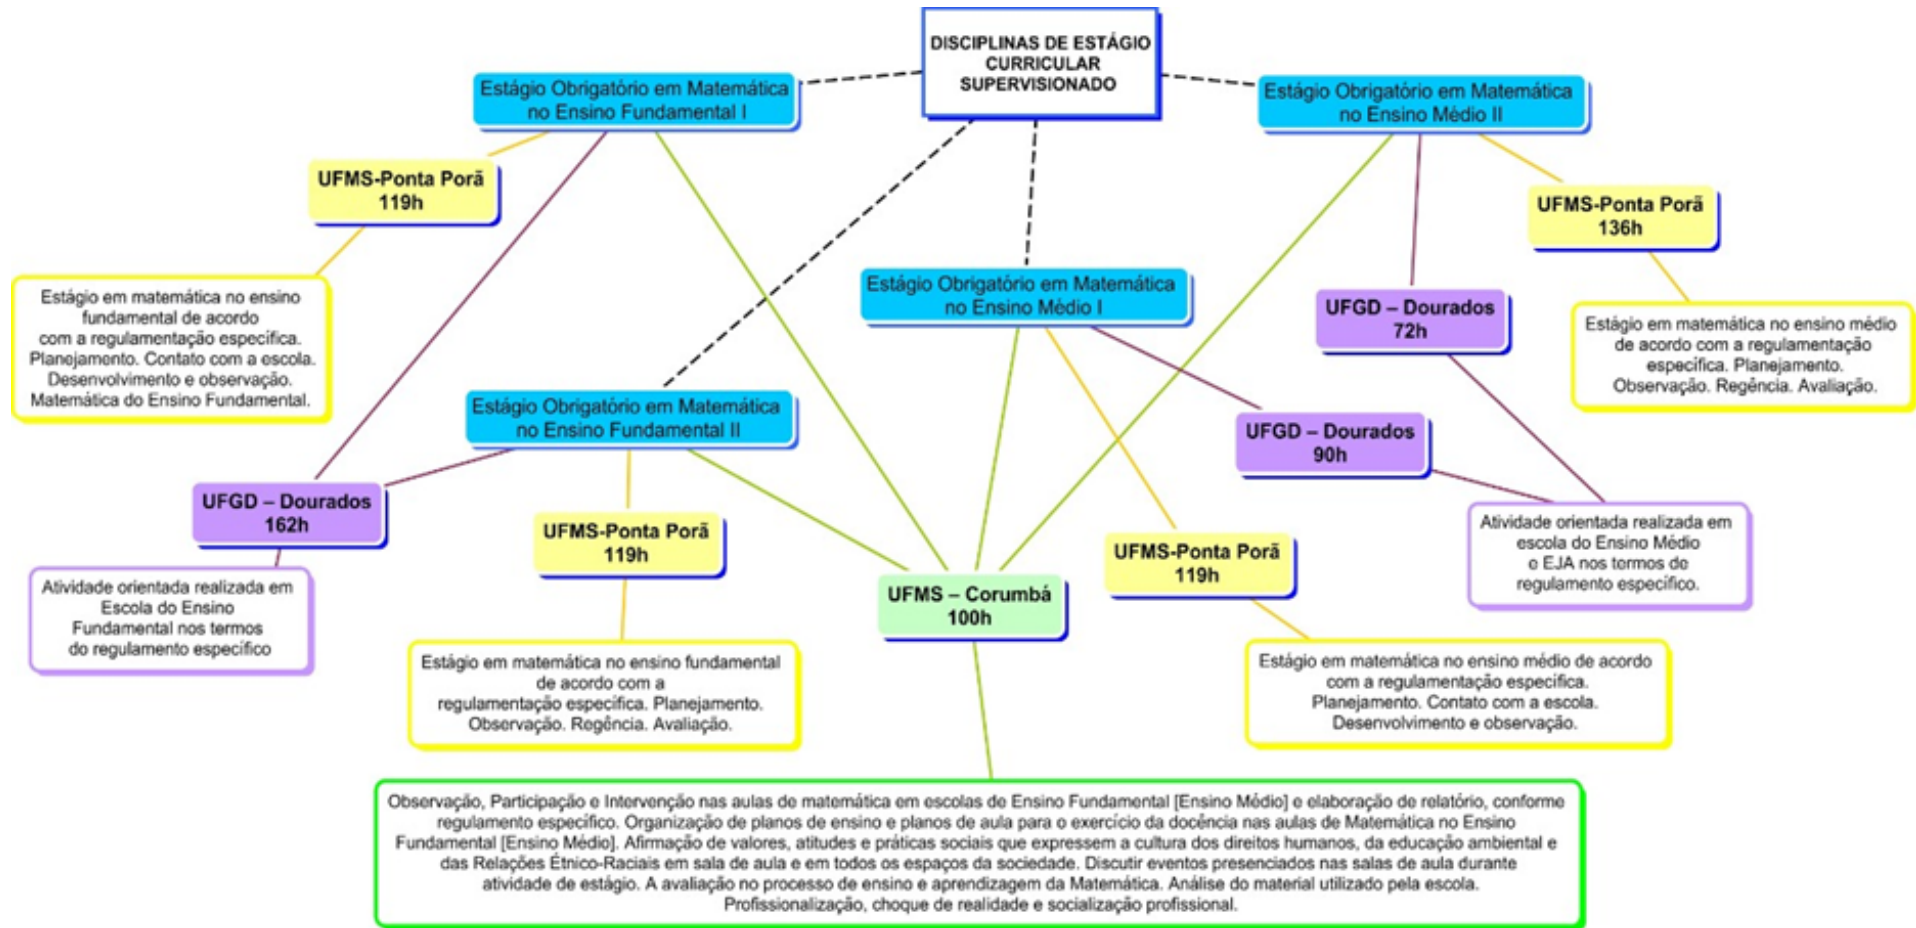 DISCIPLINAS DE ESTÁGIO
CURRICULAR
SUPERVISIONADO
Estágio Obrigatório em Matemática
no Ensino Fundamental I
Estágio Obrigatório em Matemática
no Ensino Médio II
UFMS-Ponta Porã
119h
UFMS-Ponta Porã
136h
Estágio em matemática no ensino
fundamental de acordo
com a regulamentação específica.
Planejamento. Contato com a escola.
Desenvolvimento e observação.
Matemática do Ensino Fundamental.
Estágio Obrigatório em Matemática
no Ensino Médio I
UFGD – Dourados
72h
Estágio em matemática no ensino médio
de acordo com a regulamentação
específica. Planejamento.
Observação. Regência. Avaliação.
Estágio Obrigatório em Matemática
no Ensino Fundamental II
UFGD – Dourados
90h
UFGD – Dourados
162h
UFMS-Ponta Porã
119h
UFMS – Corumbá
100h
UFMS-Ponta Porã
119h
Atividade orientada realizada em
escola do Ensino Médio
e EJA nos termos de
regulamento específico.
Atividade orientada realizada em
Escola do Ensino
Fundamental nos termos
do regulamento específico
Estágio em matemática no ensino fundamental
de acordo com a
regulamentação específica. Planejamento.
Observação. Regência. Avaliação.
Estágio em matemática no ensino médio de acordo
com a regulamentação específica.
Planejamento. Contato com a escola.
Desenvolvimento e observação.
Observação, Participação e Intervenção nas aulas de matemática em escolas de Ensino Fundamental [Ensino Médio] e elaboração de relatório, conforme
regulamento específico. Organização de planos de ensino e planos de aula para o exercício da docência nas aulas de Matemática no Ensino
Fundamental [Ensino Médio]. Afirmação de valores, atitudes e práticas sociais que expressem a cultura dos direitos humanos, da educação ambiental e
das Relações Étnico-Raciais em sala de aula e em todos os espaços da sociedade. Discutir eventos presenciados nas salas de aula durante
atividade de estágio. A avaliação no processo de ensino e aprendizagem da Matemática. Análise do material utilizado pela escola.
Profissionalização, choque de realidade e socialização profissional.